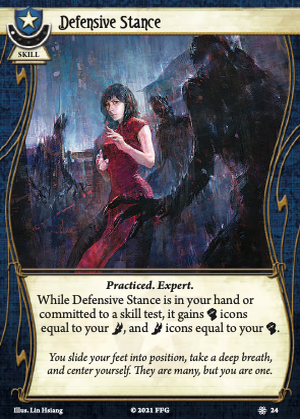 Defensive Stance
SKILL
Practiced. Expert.
While Defensive Stance is in your hand or
committed to a skill test, it gains icons
equal to your , and icons equal to your .
You slide your feet into position, take a deep breath,
and center yourself. They are many, but you are one.
Illus. Lin Hsiang © 2021 FFG 24